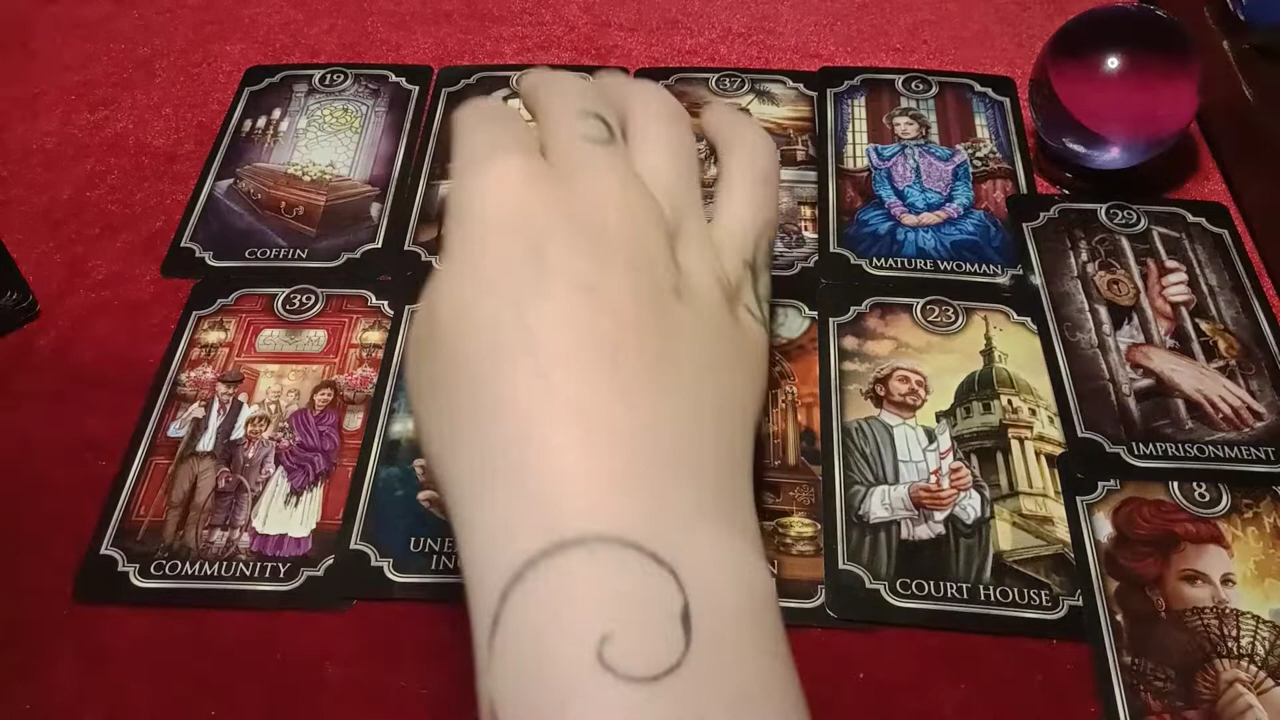 19
37
6
COFFIN
MATURE WOMAN
29
39
23
IMPRISONMENT
8
COMMUNITY
COURT HOUSE